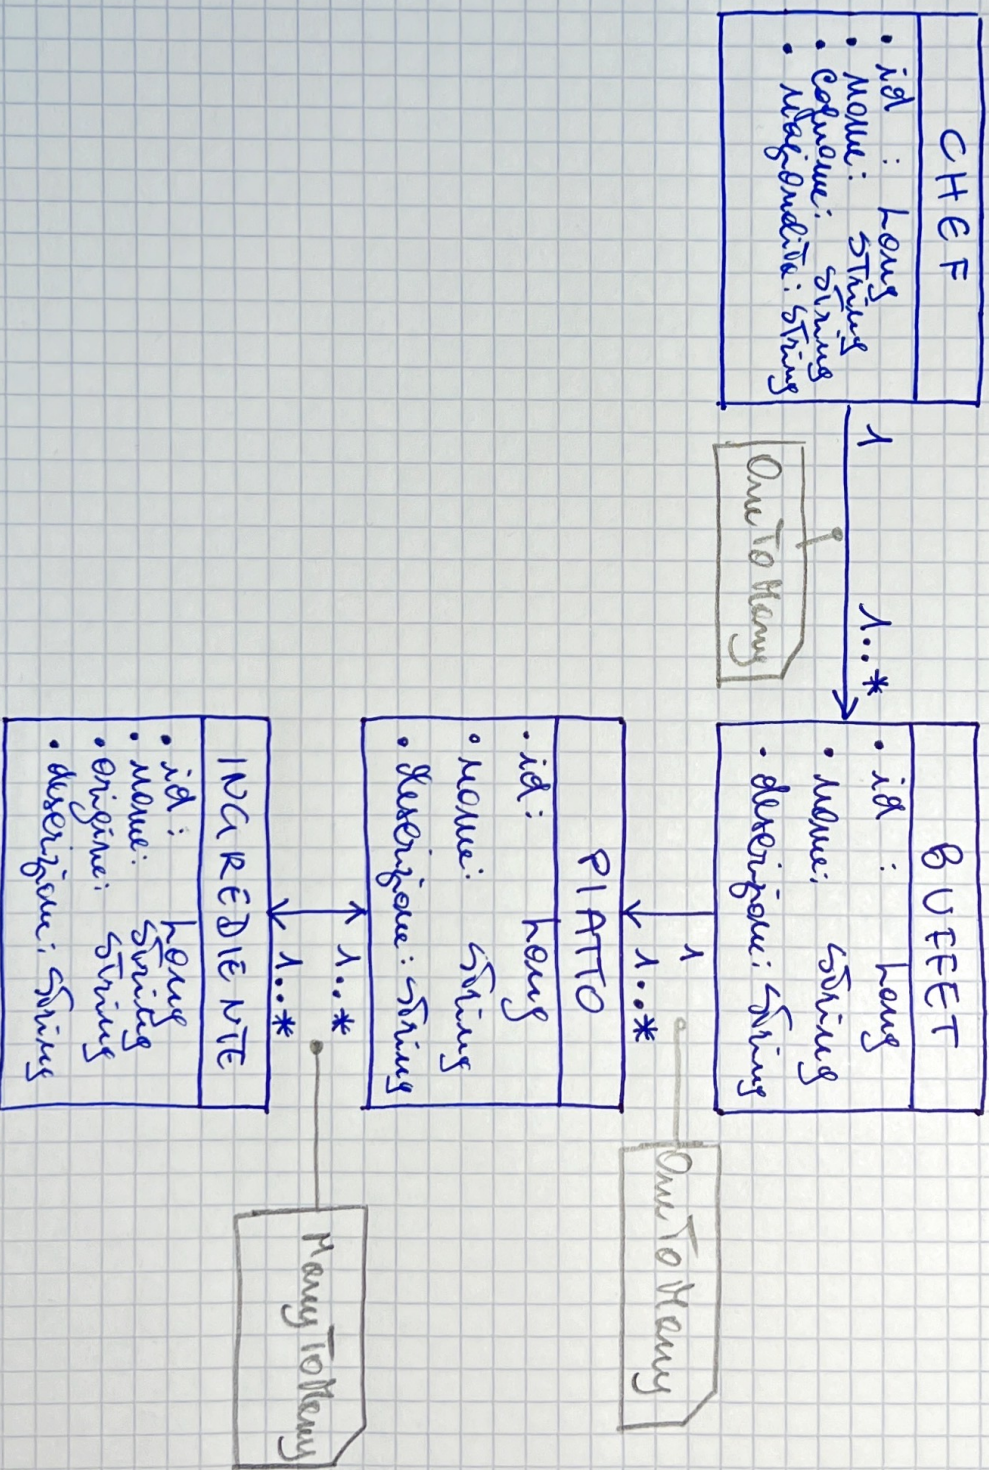 CHEF
• id : Long
• nome: String
• cognome: String
• nazionalità: String
1
1..*
OneToMany
BUFFET
• id : Long
• nome: String
• descrizione: String
1
1..*
OneToMany
PIATTO
• id: Long
• nome: String
• descrizione: String
1..*
1..*
ManyToMany
INGREDIENTE
• id: Long
• nome: String
• origine: String
• descrizione: String